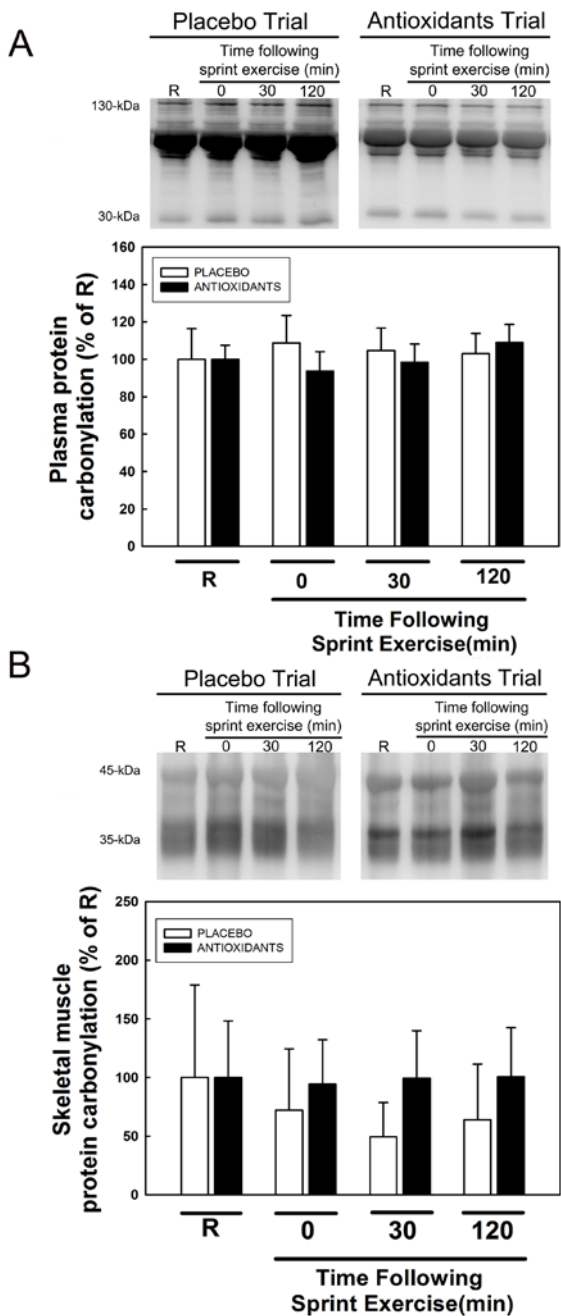 A
Placebo Trial
Antioxidants Trial
Time following
sprint exercise (min)
Time following
sprint exercise (min)
R 0 30 120
R 0 30 120
130-kDa
30-kDa
Plasma protein
carbonylation (% of R)
160
140
120
100
80
60
40
20
0
PLACEBO
ANTIOXIDANTS
R 0 30 120
Time Following
Sprint Exercise(min)
B
Placebo Trial
Antioxidants Trial
Time following
sprint exercise (min)
Time following
sprint exercise (min)
R 0 30 120
R 0 30 120
45-kDa
35-kDa
Skeletal muscle
protein carbonylation (% of R)
250
200
150
100
50
0
PLACEBO
ANTIOXIDANTS
R 0 30 120
Time Following
Sprint Exercise(min)